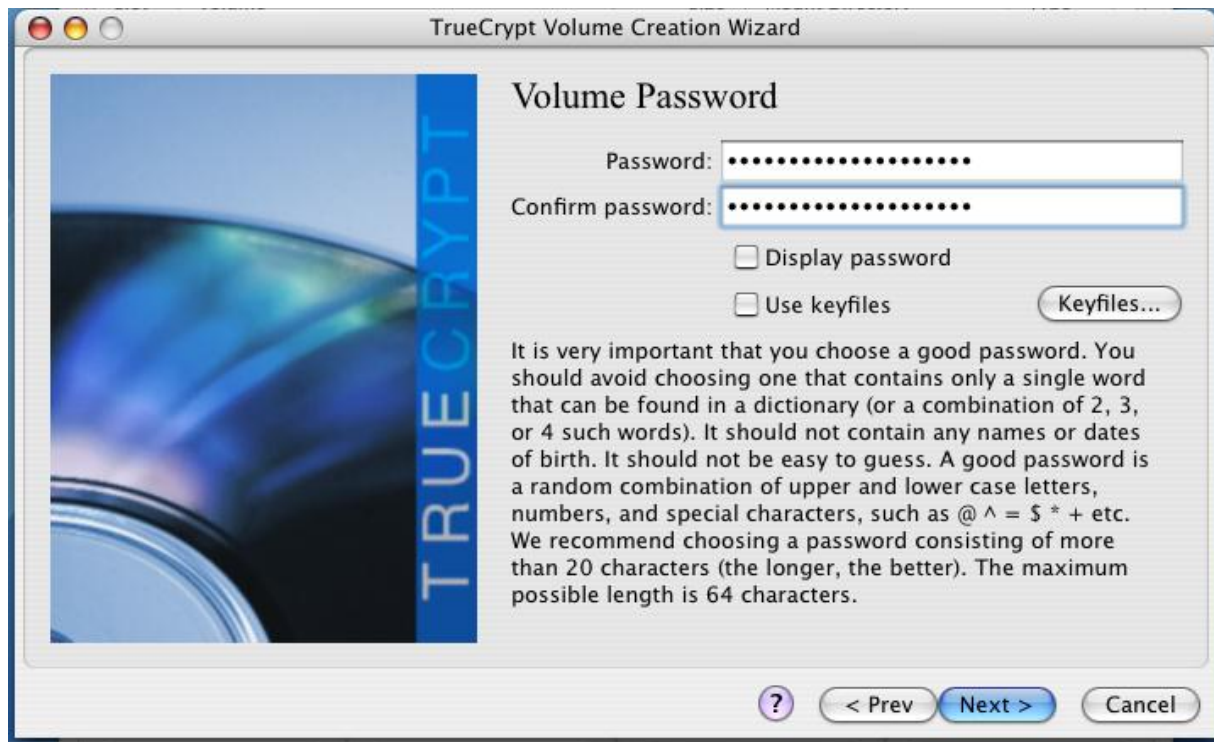 TrueCrypt Volume Creation Wizard
TRUECRYPT
Volume Password
Password: ••••••••••••••••••••
Confirm password: ••••••••••••••••••••
Display password
Use keyfiles
Keyfiles...
It is very important that you choose a good password. You
should avoid choosing one that contains only a single word
that can be found in a dictionary (or a combination of 2, 3,
or 4 such words). It should not contain any names or dates
of birth. It should not be easy to guess. A good password is
a random combination of upper and lower case letters,
numbers, and special characters, such as @ ^ = $ * + etc.
We recommend choosing a password consisting of more
than 20 characters (the longer, the better). The maximum
possible length is 64 characters.
? < Prev Next > Cancel